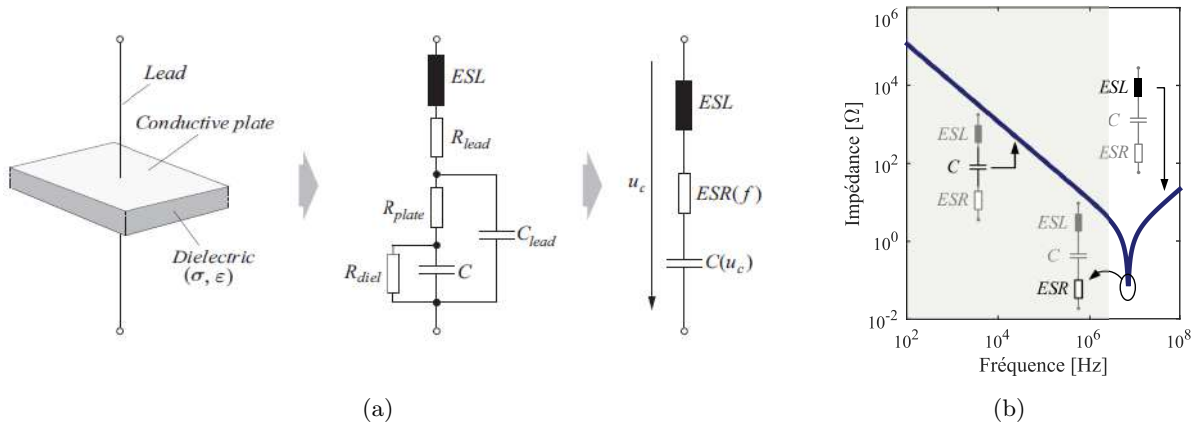 Lead
Conductive plate
Dielectric
(σ, ε)
ESL
R_lead
R_plate
R_diel
C
C_lead
u_c
ESL
ESR(f)
C(u_c)
(a)
Impédance [Ω]
10^6
10^4
10^2
10^0
10^-2
ESL
C
ESR
ESL
C
ESR
ESL
C
ESR
10^2
10^4
10^6
10^8
Fréquence [Hz]
(b)